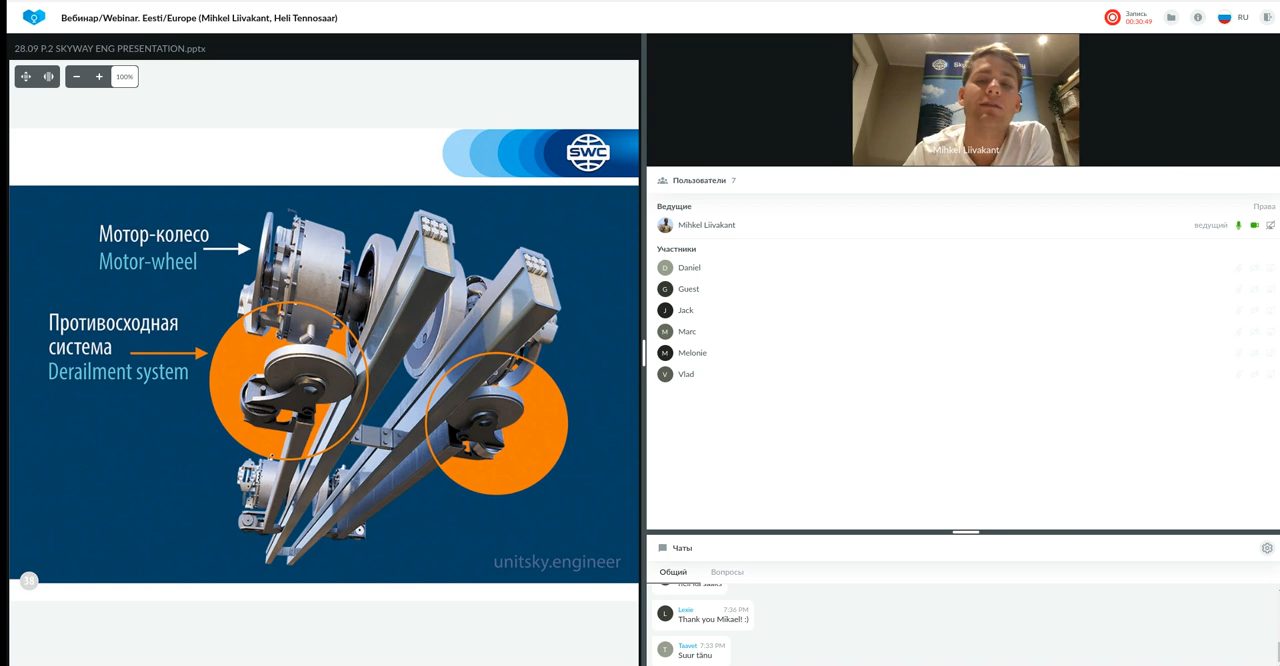 Вебинар/Webinar. Eesti/Europe (Mihkel Liivakant, Heli Tennosaar)
Запись
00:30:49
RU
28.09 P.2 SKYWAY ENG PRESENTATION.pptx
100%
SWC
Мотор-колесо
Motor-wheel
Противосходная
система
Derailment system
unitsky.engineer
38
Mihkel Liivakant
Пользователи 7
Ведущие Права
Mihkel Liivakant ведущий
Участники
D Daniel
G Guest
J Jack
M Marc
M Melonie
V Vlad
Чаты
Общий Вопросы
L Lexie 7:36 PM
Thank you Mikael! :)
T Taavet 7:33 PM
Suur tänu